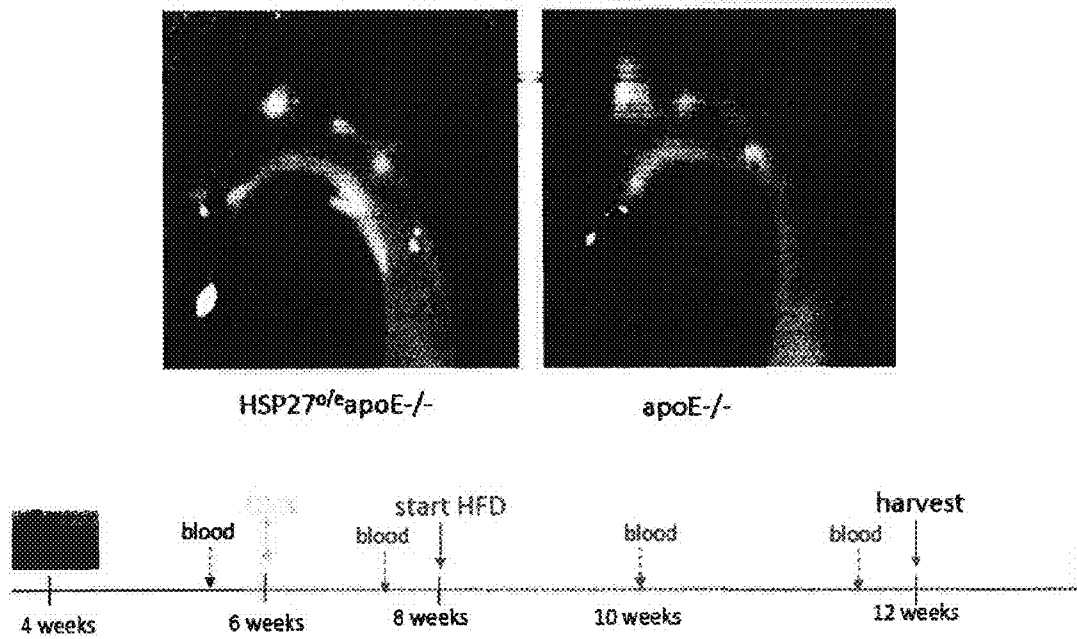 HSP27o/eapoE-/-
apoE-/-
blood
blood
start HFD
blood
blood
harvest
4 weeks
6 weeks
8 weeks
10 weeks
12 weeks